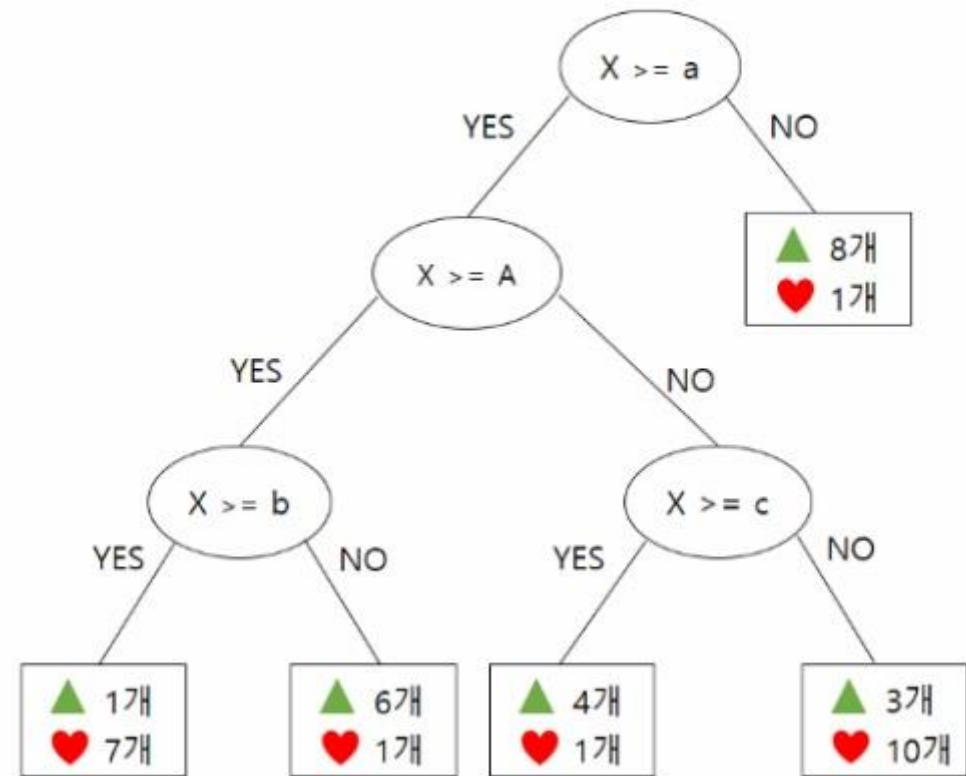 X >= a
YES
NO
8개
1개
X >= A
YES
NO
X >= b
X >= c
YES
NO
YES
NO
1개
7개
6개
1개
4개
1개
3개
10개